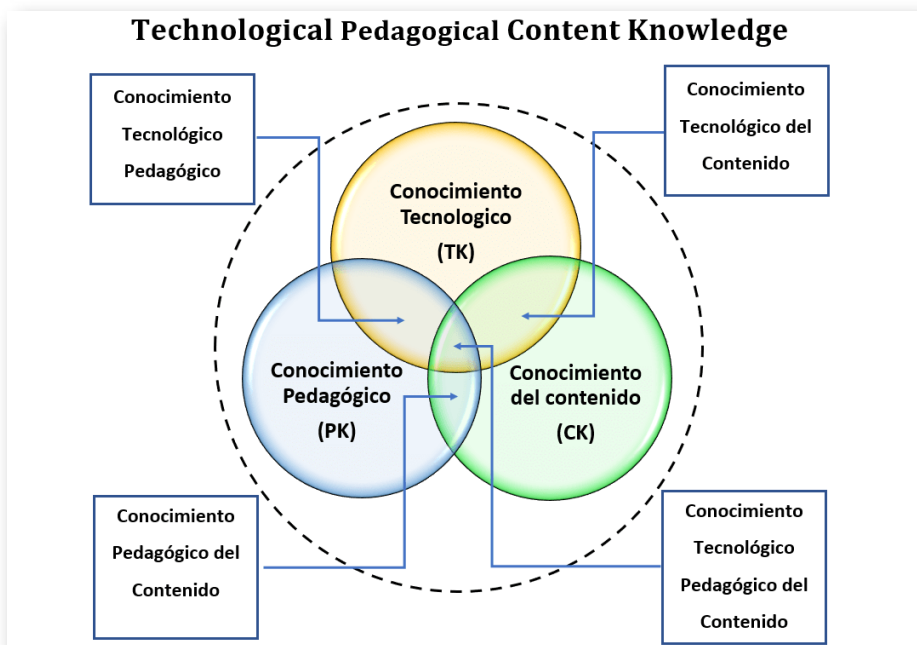 Technological Pedagogical Content Knowledge
Conocimiento
Tecnológico
Pedagógico
Conocimiento
Tecnológico del
Contenido
Conocimiento
Tecnologico
(TK)
Conocimiento
Pedagógico
(PK)
Conocimiento
del contenido
(CK)
Conocimiento
Pedagógico del
Contenido
Conocimiento
Tecnológico
Pedagógico del
Contenido